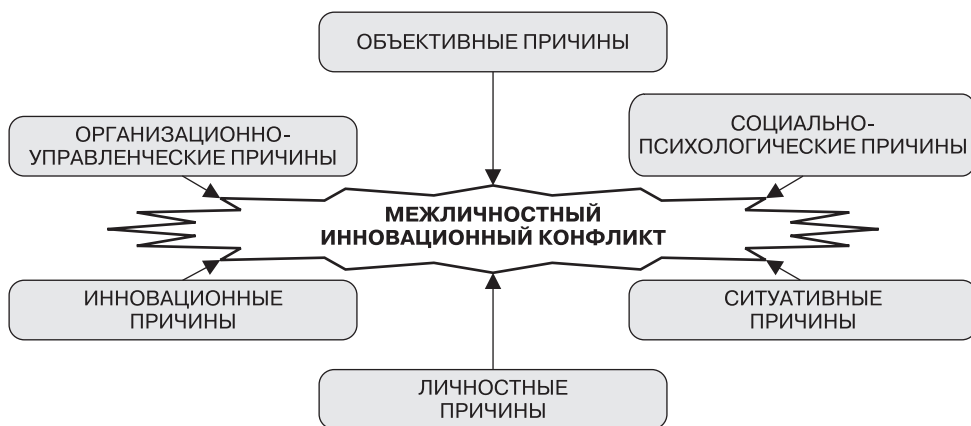 ОБЪЕКТИВНЫЕ ПРИЧИНЫ
ОРГАНИЗАЦИОННО-
УПРАВЛЕНЧЕСКИЕ ПРИЧИНЫ
СОЦИАЛЬНО-
ПСИХОЛОГИЧЕСКИЕ ПРИЧИНЫ
МЕЖЛИЧНОСТНЫЙ
ИННОВАЦИОННЫЙ КОНФЛИКТ
ИННОВАЦИОННЫЕ
ПРИЧИНЫ
СИТУАТИВНЫЕ
ПРИЧИНЫ
ЛИЧНОСТНЫЕ
ПРИЧИНЫ